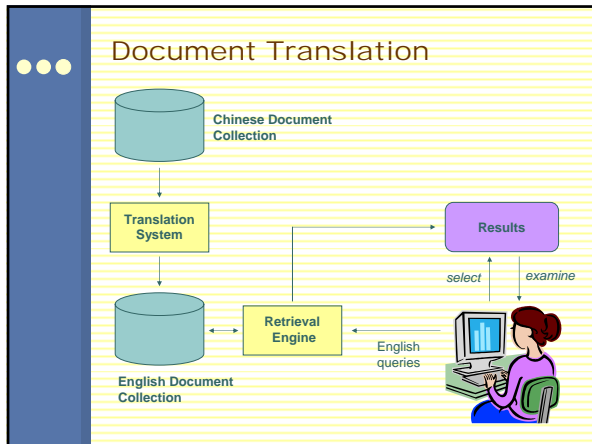 Document Translation
Chinese Document
Collection
Translation
System
Results
select
examine
Retrieval
Engine
English
queries
English Document
Collection